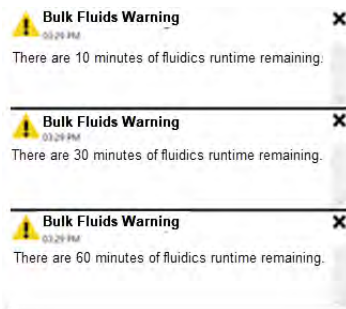 Bulk Fluids Warning
03:29 PM
There are 10 minutes of fluidics runtime remaining.
Bulk Fluids Warning
03:29 PM
There are 30 minutes of fluidics runtime remaining.
Bulk Fluids Warning
03:29 PM
There are 60 minutes of fluidics runtime remaining.